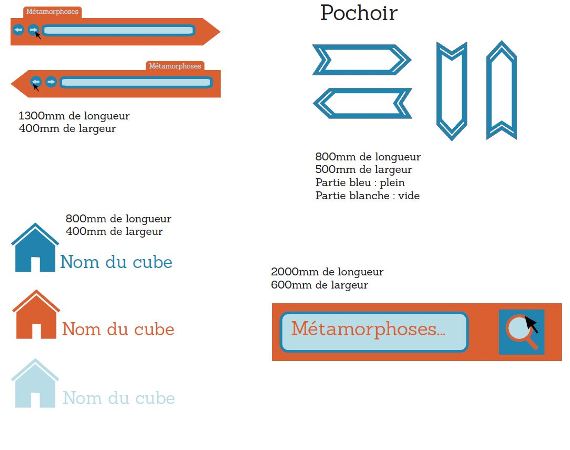 Métamorphoses
Métamorphoses
1300mm de longueur
400mm de largeur
Pochoir
800mm de longueur
500mm de largeur
Partie bleu : plein
Partie blanche : vide
800mm de longueur
400mm de largeur
Nom du cube
Nom du cube
Nom du cube
2000mm de longueur
600mm de largeur
Métamorphoses...